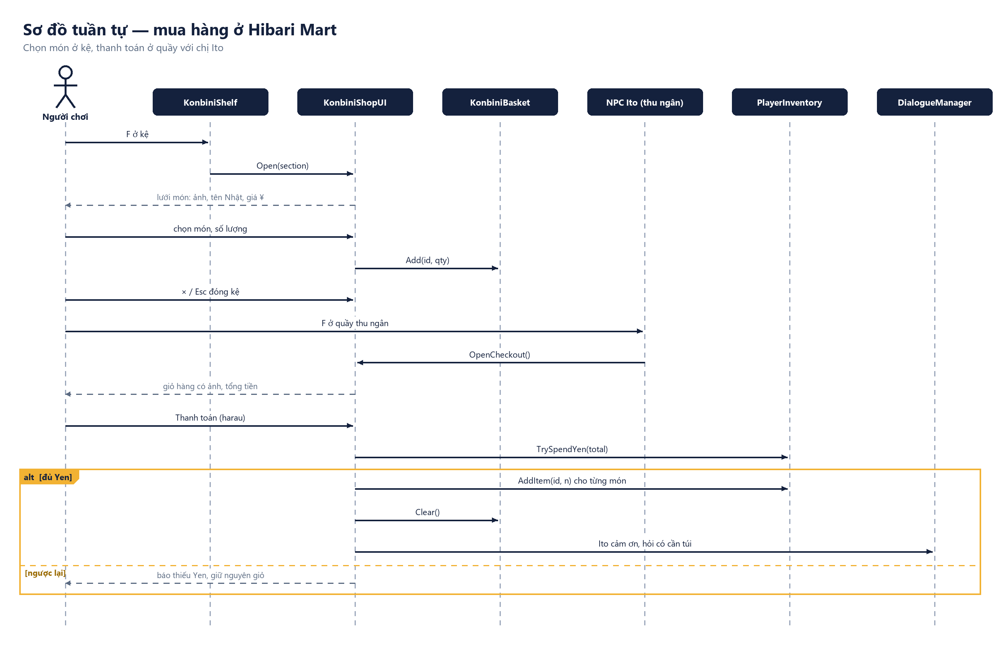 Sơ đồ tuần tự — mua hàng ở Hibari Mart
Chọn món ở kệ, thanh toán ở quầy với chị Ito
Người chơi
KonbiniShelf
KonbiniShopUI
KonbiniBasket
NPC Ito (thu ngân)
PlayerInventory
DialogueManager
F ở kệ
Open(section)
lưới món: ảnh, tên Nhật, giá ¥
chọn món, số lượng
Add(id, qty)
× / Esc đóng kệ
F ở quầy thu ngân
OpenCheckout()
giỏ hàng có ảnh, tổng tiền
Thanh toán (harau)
TrySpendYen(total)
alt [đủ Yen]
AddItem(id, n) cho từng món
Clear()
Ito cảm ơn, hỏi có cần túi
[ngược lại]
báo thiếu Yen, giữ nguyên giỏ